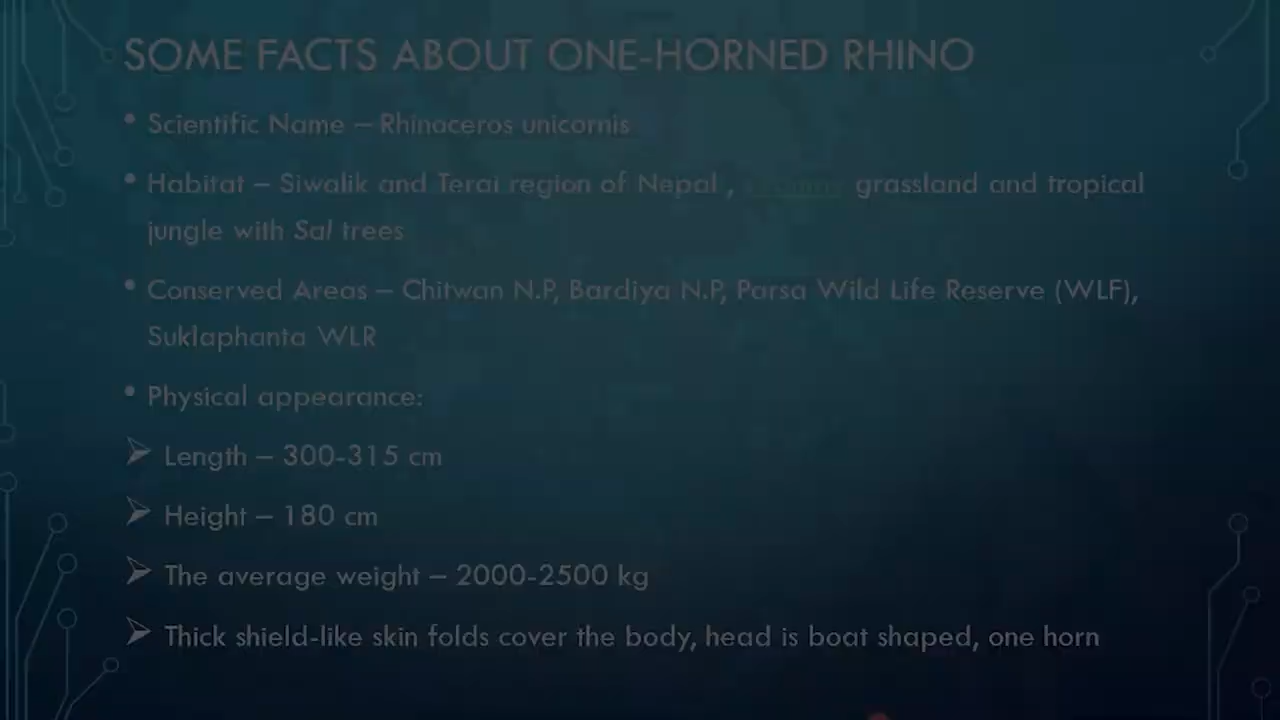 SOME FACTS ABOUT ONE-HORNED RHINO
• Scientific Name – Rhinoceros unicornis
• Habitat – Siwalik and Terai region of Nepal , grassland and tropical
jungle with Sal trees
• Conserved Areas – Chitwan N.P, Bardiya N.P, Parsa Wild Life Reserve (WLF),
Suklaphanta WLR
• Physical appearance:
➢ Length – 300-315 cm
➢ Height – 180 cm
➢ The average weight – 2000-2500 kg
➢ Thick shield-like skin folds cover the body, head is boat shaped, one horn